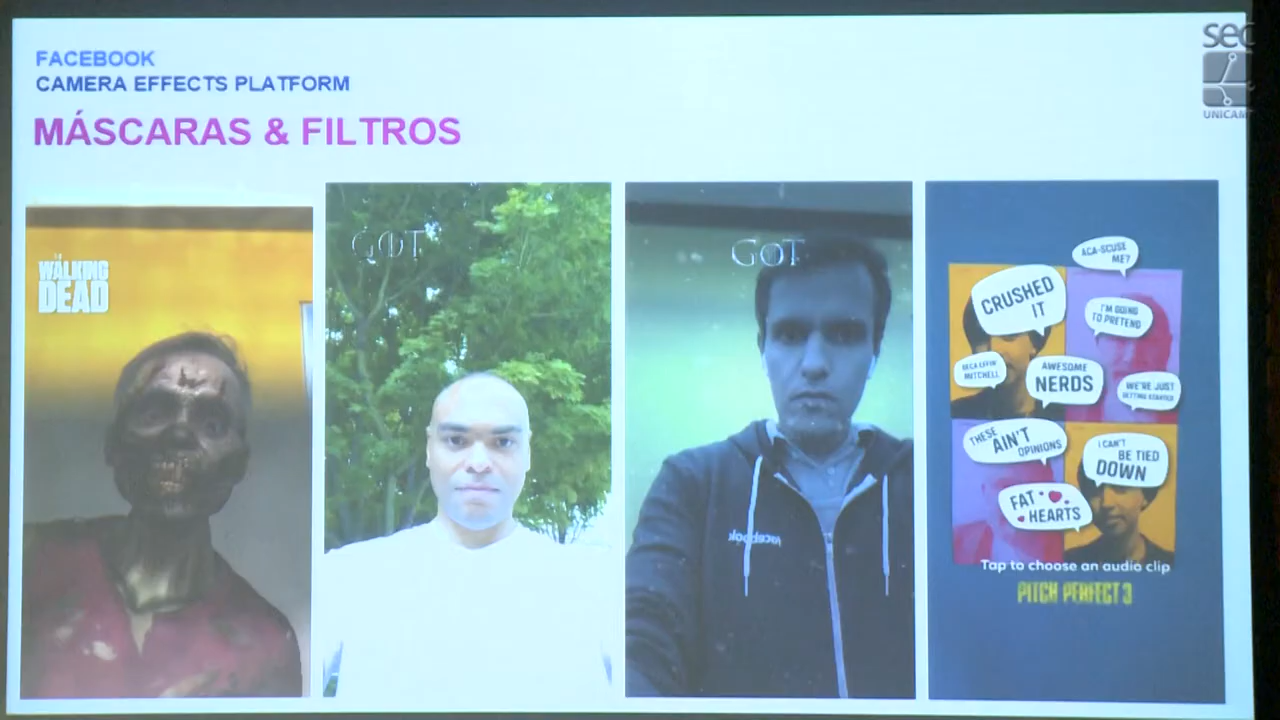 FACEBOOK
CAMERA EFFECTS PLATFORM
MÁSCARAS & FILTROS
sec
UNICAMP
THE
WALKING
DEAD
GOT
GOT
facebook
ACA-SCUSE
ME?
CRUSHED
IT
I'M GOING
TO PRETEND
BECA EFFIN'
MITCHELL
AWESOME
NERDS
WE'RE JUST
GETTING STARTED
THESE
AIN'T
OPINIONS
I CAN'T
BE TIED
DOWN
FAT
HEARTS
Tap to choose an audio clip
PITCH PERFECT 3